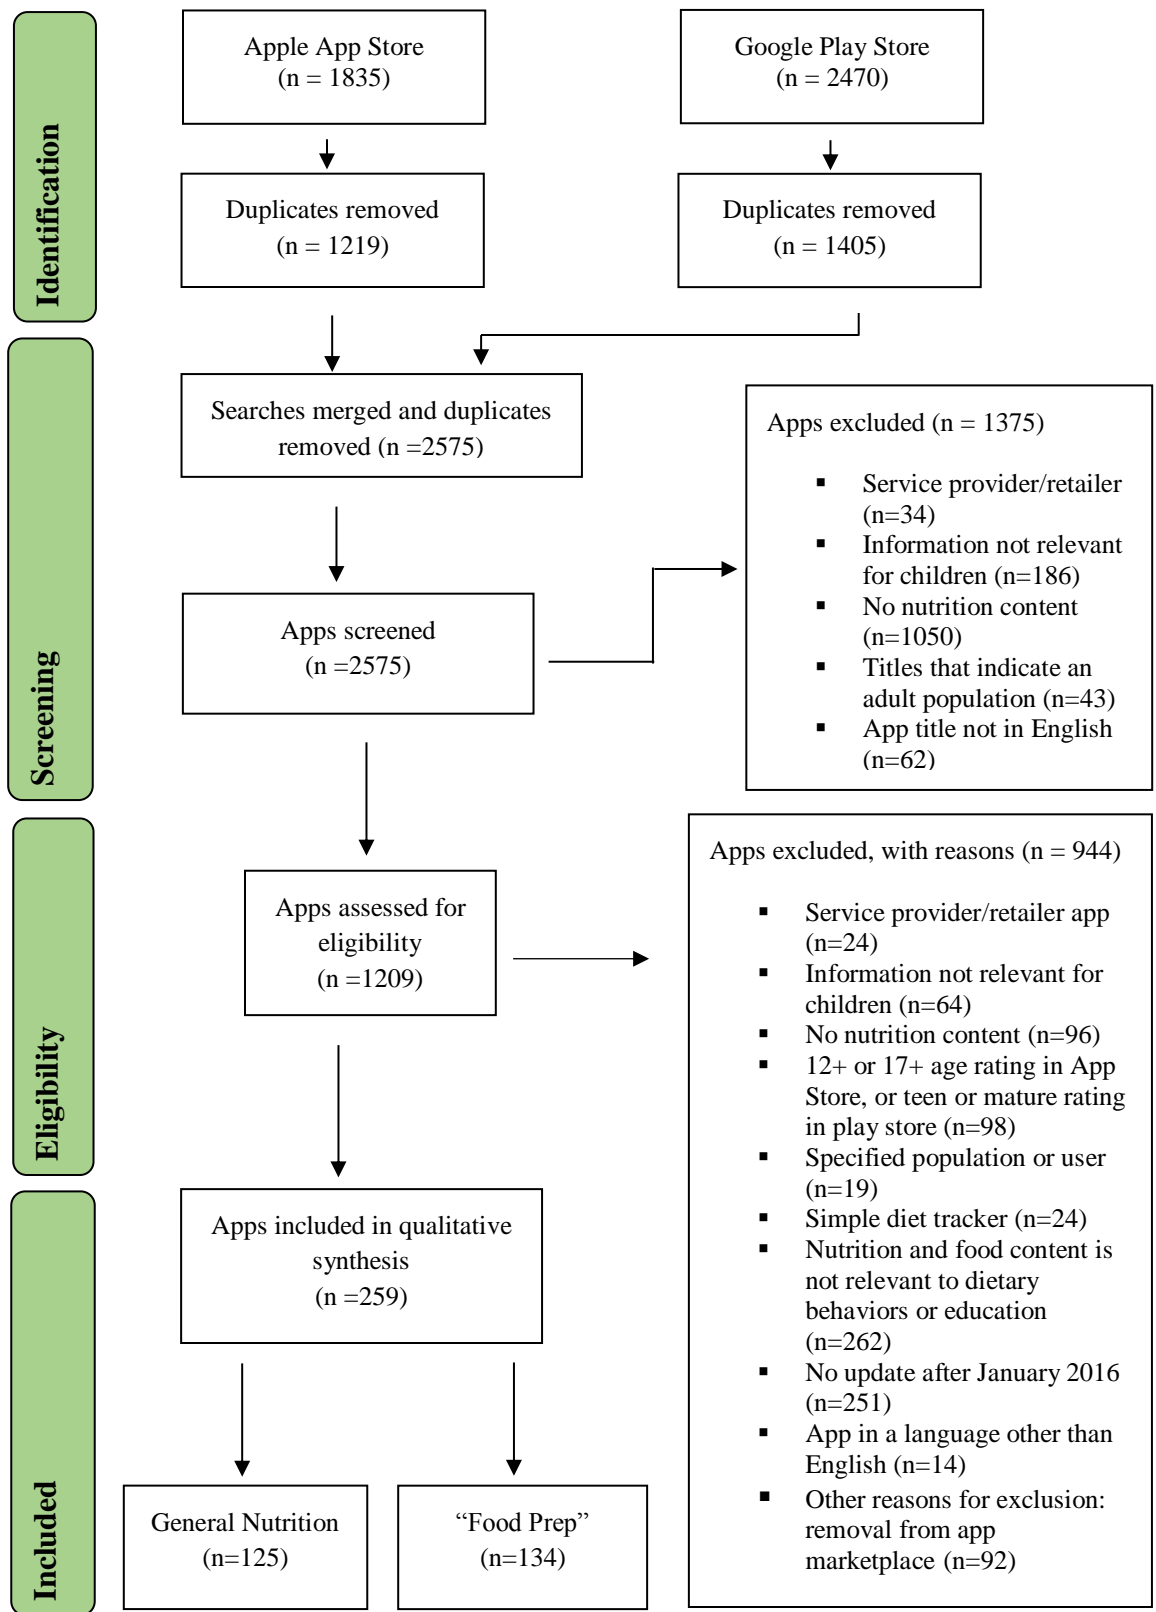 Identification
Apple App Store
(n = 1835)
Google Play Store
(n = 2470)
Duplicates removed
(n = 1219)
Duplicates removed
(n = 1405)
Screening
Searches merged and duplicates
removed (n =2575)
Apps screened
(n =2575)
Apps excluded (n = 1375)
▪ Service provider/retailer
(n=34)
▪ Information not relevant
for children (n=186)
▪ No nutrition content
(n=1050)
▪ Titles that indicate an
adult population (n=43)
▪ App title not in English
(n=62)
Eligibility
Apps assessed for
eligibility
(n =1209)
Apps excluded, with reasons (n = 944)
▪ Service provider/retailer app
(n=24)
▪ Information not relevant for
children (n=64)
▪ No nutrition content (n=96)
▪ 12+ or 17+ age rating in App
Store, or teen or mature rating
in play store (n=98)
▪ Specified population or user
(n=19)
▪ Simple diet tracker (n=24)
▪ Nutrition and food content is
not relevant to dietary
behaviors or education
(n=262)
▪ No update after January 2016
(n=251)
▪ App in a language other than
English (n=14)
▪ Other reasons for exclusion:
removal from app
marketplace (n=92)
Included
Apps included in qualitative
synthesis
(n =259)
General Nutrition
(n=125)
“Food Prep”
(n=134)